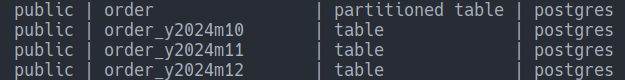 public | order              | partitioned table | postgres
public | order_y2024m10     | table             | postgres
public | order_y2024m11     | table             | postgres
public | order_y2024m12     | table             | postgres